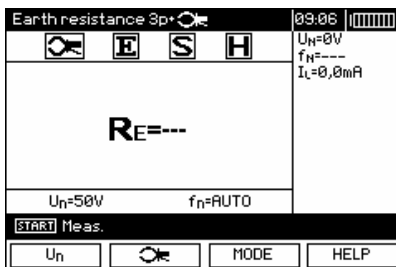 Earth resistance 3p+ 09:06
E S H
UN=0V
fN=---
IL=0,0mA
RE=---
Un=50V fn=AUTO
START Meas.
Un MODE HELP